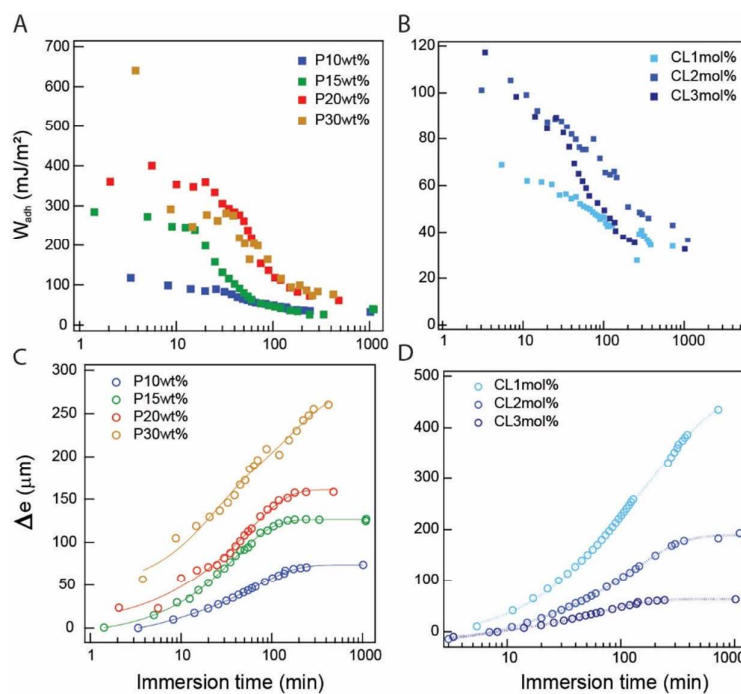 A
700
600
500
400
300
200
100
0
W_adh (mJ/m²)
P10wt%
P15wt%
P20wt%
P30wt%
1 10 100 1000
B
120
100
80
60
40
20
0
CL1mol%
CL2mol%
CL3mol%
1 10 100 1000
C
250
200
150
100
50
0
Δe (μm)
P10wt%
P15wt%
P20wt%
P30wt%
1 10 100 1000
Immersion time (min)
D
500
400
300
200
100
0
CL1mol%
CL2mol%
CL3mol%
10 100 1000
Immersion time (min)